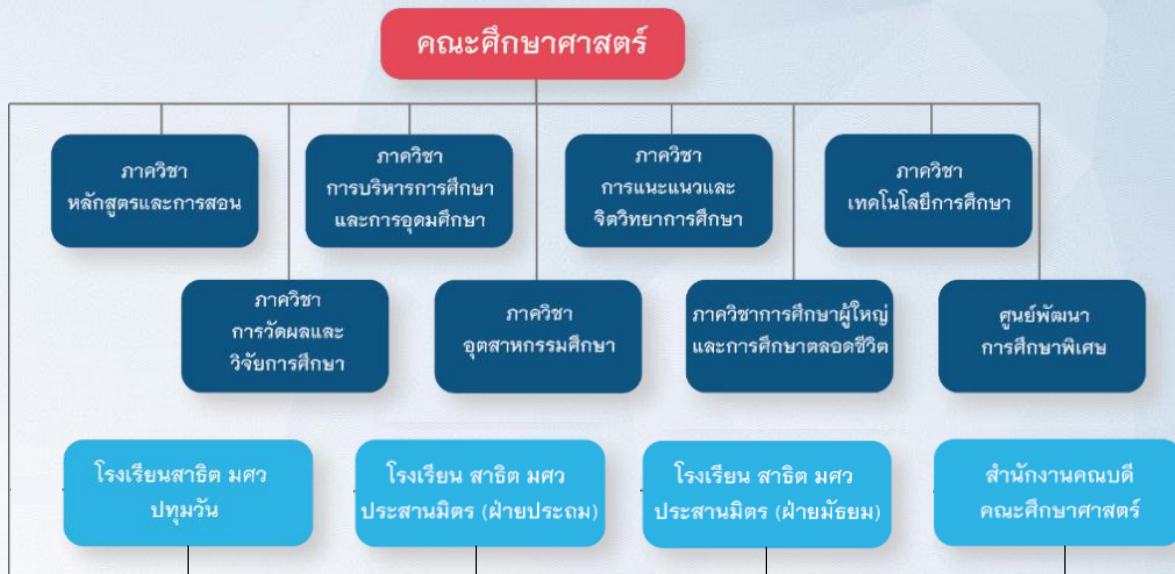 คณะศึกษาศาสตร์
ภาควิชา
หลักสูตรและการสอน
ภาควิชา
การบริหารการศึกษา
และการอุดมศึกษา
ภาควิชา
การแนะแนวและ
จิตวิทยาการศึกษา
ภาควิชา
เทคโนโลยีการศึกษา
ภาควิชา
การวัดผลและ
วิจัยการศึกษา
ภาควิชา
อุตสาหกรรมศึกษา
ภาควิชาการศึกษาผู้ใหญ่
และการศึกษาตลอดชีวิต
ศูนย์พัฒนา
การศึกษาพิเศษ
โรงเรียนสาธิต มศว
ปทุมวัน
โรงเรียน สาธิต มศว
ประสานมิตร (ฝ่ายประถม)
โรงเรียน สาธิต มศว
ประสานมิตร (ฝ่ายมัธยม)
สำนักงานคณบดี
คณะศึกษาศาสตร์